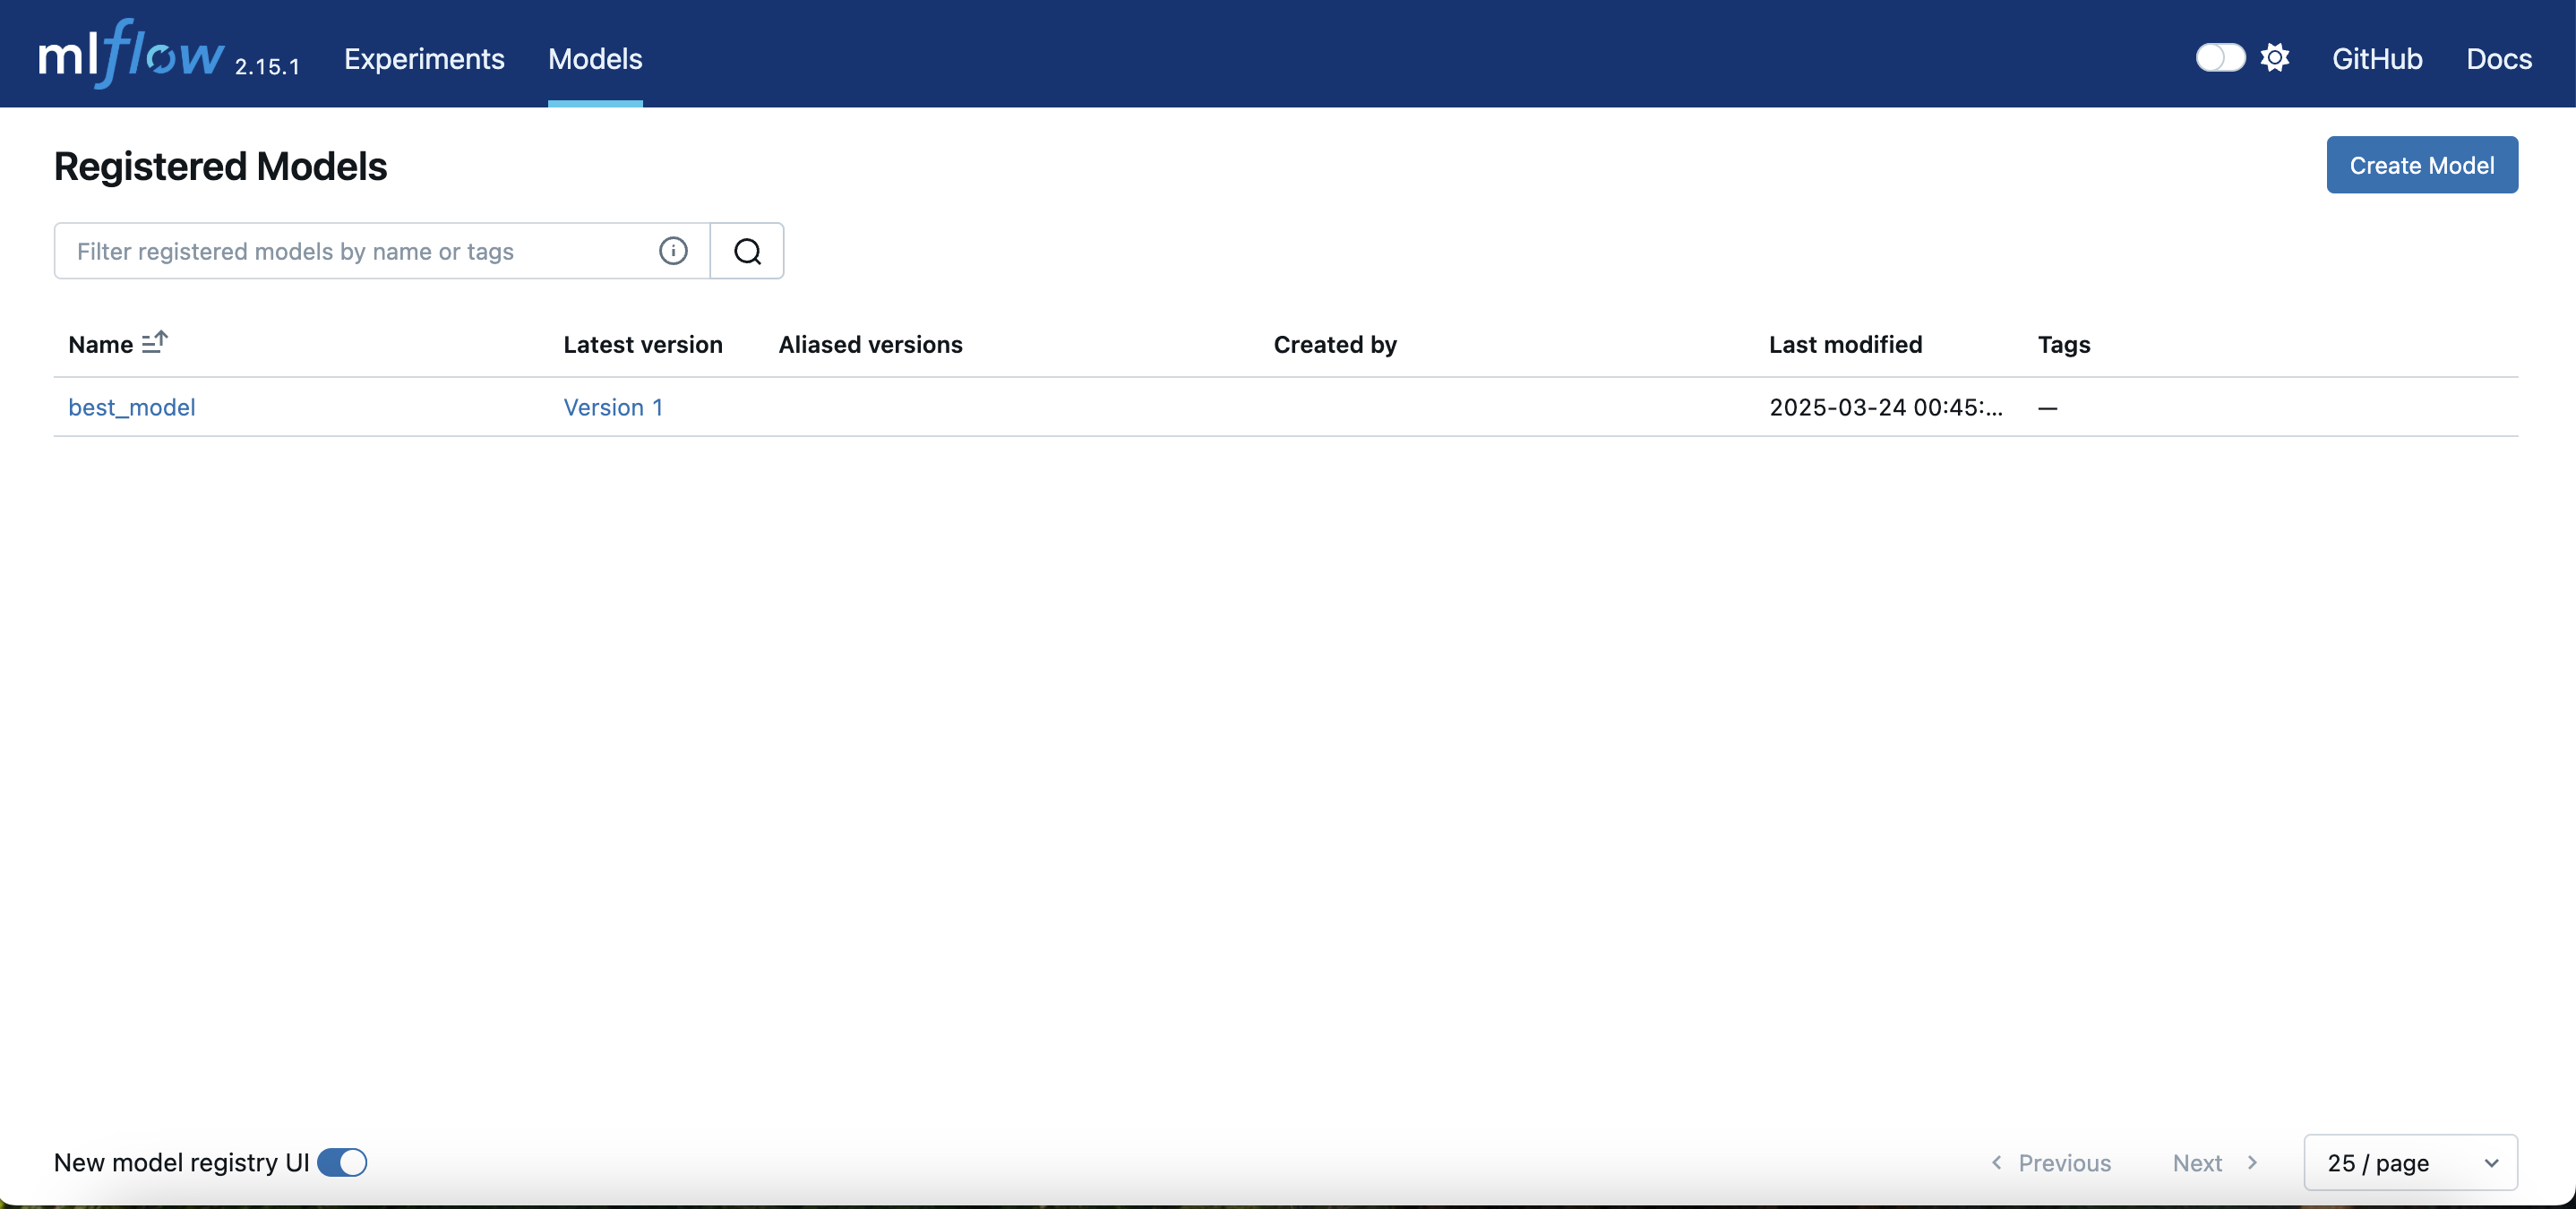 mlflow 2.15.1 Experiments Models GitHub Docs
Registered Models Create Model
Filter registered models by name or tags
Name Latest version Aliased versions Created by Last modified Tags
best_model Version 1 2025-03-24 00:45:... —
New model registry UI Previous Next 25 / page